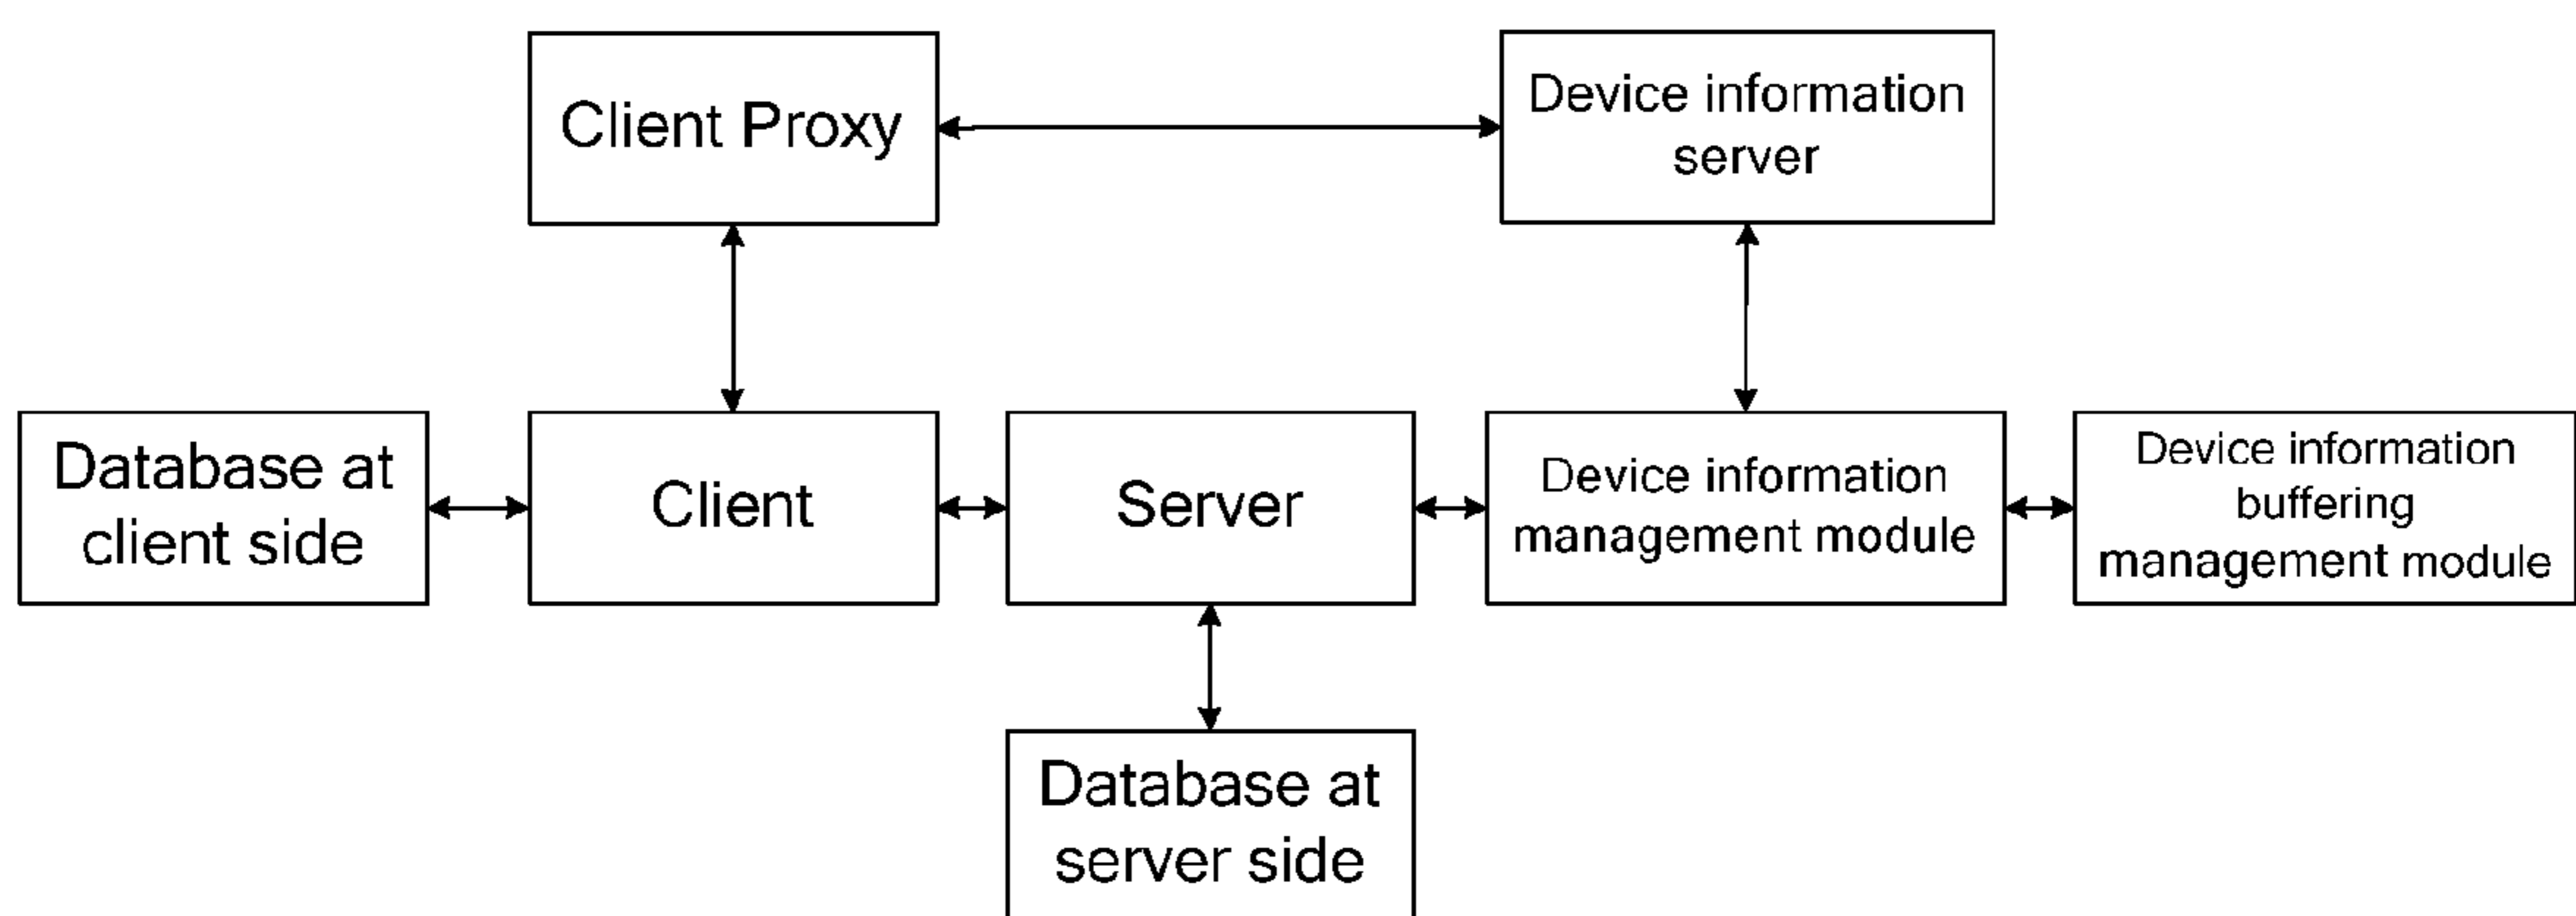 Client Proxy
Device information
server
Database at
client side
Client
Server
Device information
management module
Device information
buffering
management module
Database at
server side